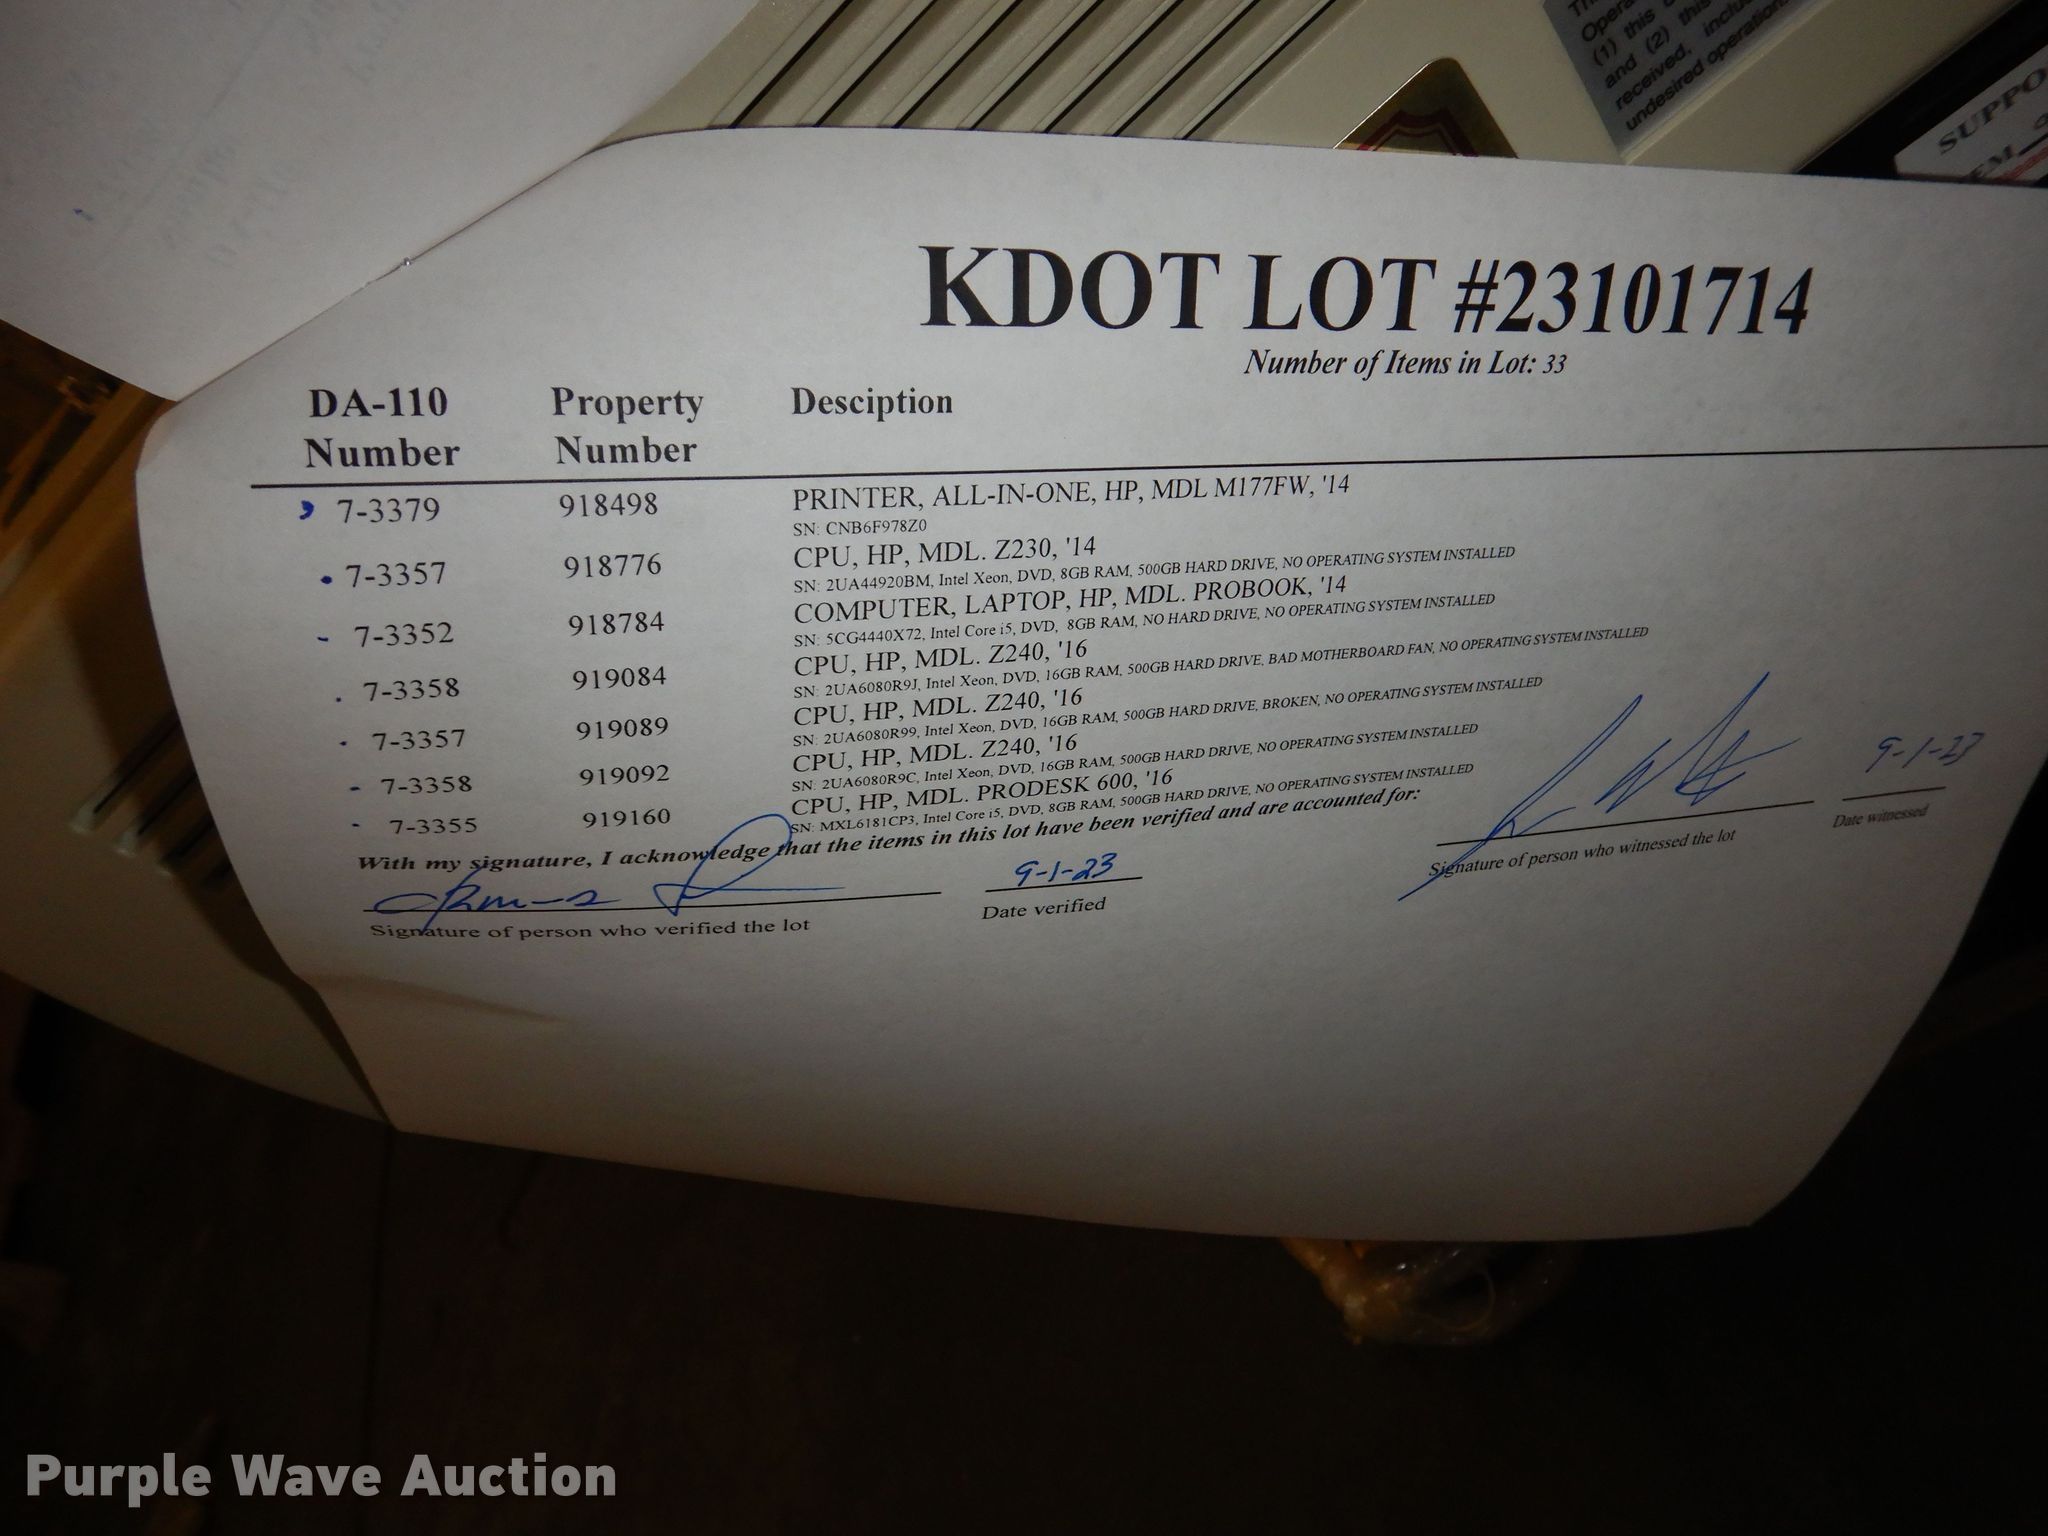 Opera
(1) this
and (2) this
received, inclu
undesired operation
SUPPO
KDOT LOT #23101714
Number of Items in Lot: 33
DA-110 Number Property Number Desciption
7-3379 918498 PRINTER, ALL-IN-ONE, HP, MDL M177FW, '14
SN: CNB6F978Z0
7-3357 918776 CPU, HP, MDL. Z230, '14
SN: 2UA44920BM, Intel Xeon, DVD, 8GB RAM, 500GB HARD DRIVE, NO OPERATING SYSTEM INSTALLED
7-3352 918784 COMPUTER, LAPTOP, HP, MDL. PROBOOK, '14
SN: 5CG4440X72, Intel Core i5, DVD, 8GB RAM, NO HARD DRIVE, NO OPERATING SYSTEM INSTALLED
7-3358 919084 CPU, HP, MDL. Z240, '16
SN: 2UA6080R9J, Intel Xeon, DVD, 16GB RAM, 500GB HARD DRIVE, BAD MOTHERBOARD FAN, NO OPERATING SYSTEM INSTALLED
7-3357 919089 CPU, HP, MDL. Z240, '16
SN: 2UA6080R99, Intel Xeon, DVD, 16GB RAM, 500GB HARD DRIVE, BROKEN, NO OPERATING SYSTEM INSTALLED
7-3358 919092 CPU, HP, MDL. Z240, '16
SN: 2UA6080R9C, Intel Xeon, DVD, 16GB RAM, 500GB HARD DRIVE, NO OPERATING SYSTEM INSTALLED
7-3355 919160 CPU, HP, MDL. PRODESK 600, '16
SN: MXL6181CP3, Intel Core i5, DVD, 8GB RAM, 500GB HARD DRIVE, NO OPERATING SYSTEM INSTALLED
With my signature, I acknowledge that the items in this lot have been verified and are accounted for:
9-1-23 9-1-23
Signature of person who verified the lot Date verified Signature of person who witnessed the lot Date witnessed
Purple Wave Auction